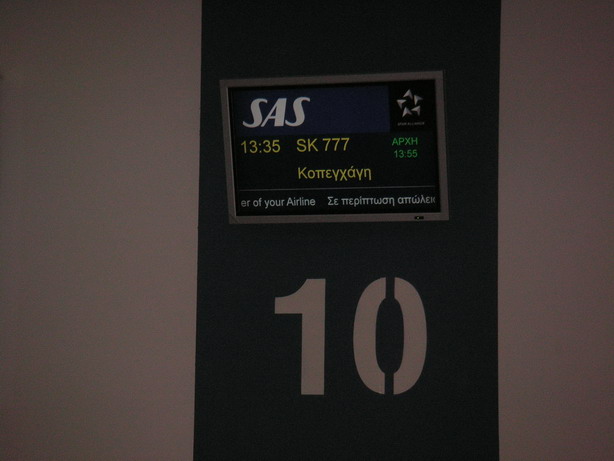 SAS
13:35 SK 777 ΑΡΧΗ
13:55
Κοπεγχάγη
er of your Airline Σε περίπτωση απώλει
10